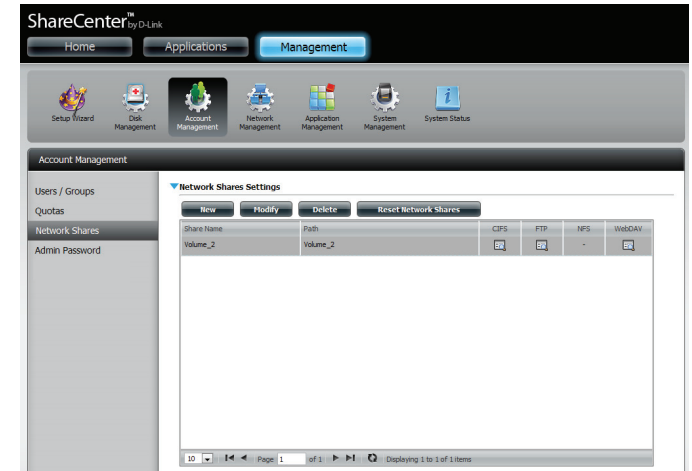 ShareCenter™ by D-Link
Home Applications Management
Setup Wizard Disk Management Account Management Network Management Application Management System Management System Status
Account Management
Users / Groups
Quotas
Network Shares
Admin Password
Network Shares Settings
New Modify Delete Reset Network Shares
Share Name Path CIFS FTP NFS WebDAV
Volume_2 Volume_2 -
10 Page 1 of 1 Displaying 1 to 1 of 1 items